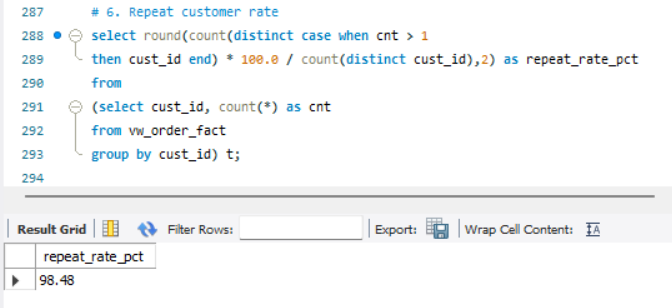 287 # 6. Repeat customer rate
288 select round(count(distinct case when cnt > 1
289 then cust_id end) * 100.0 / count(distinct cust_id),2) as repeat_rate_pct
290 from
291 (select cust_id, count(*) as cnt
292 from vw_order_fact
293 group by cust_id) t;
294
Result Grid Filter Rows: Export: Wrap Cell Content: IA
repeat_rate_pct
98.48